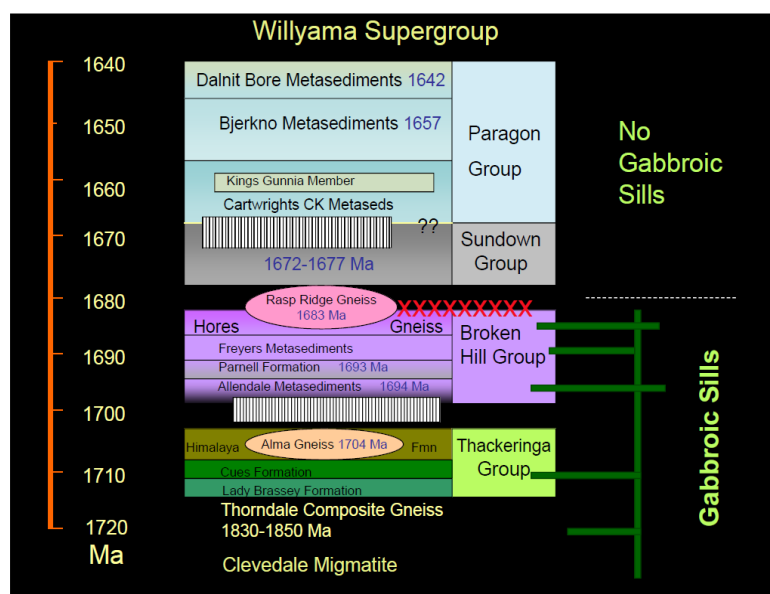 Willyama Supergroup
1640
1650
1660
1670
1680
1690
1700
1710
1720
Ma
Dalnit Bore Metasediments 1642
Bjerkno Metasediments 1657
Kings Gunnia Member
Cartwrights CK Metaseds
??
1672-1677 Ma
Rasp Ridge Gneiss
1683 Ma
XXXXXXXXX
Hores Gneiss
Freyers Metasediments
Parnell Formation 1693 Ma
Allendale Metasediments 1694 Ma
Himalaya Alma Gneiss 1704 Ma Fmn
Cues Formation
Lady Brassey Formation
Thorndale Composite Gneiss
1830-1850 Ma
Clevedale Migmatite
Paragon
Group
Sundown
Group
Broken
Hill Group
Thackeringa
Group
No
Gabbroic
Sills
Gabbroic Sills